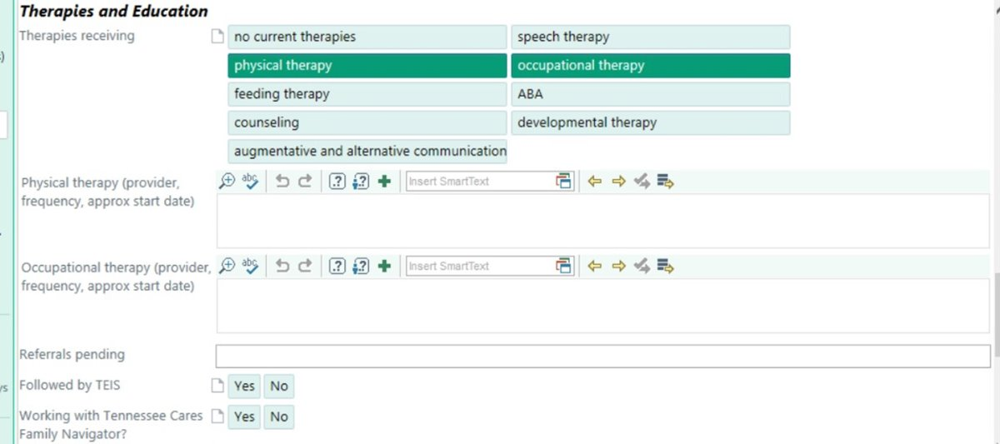 Therapies and Education
Therapies receiving
no current therapies
speech therapy
physical therapy
occupational therapy
feeding therapy
ABA
counseling
developmental therapy
augmentative and alternative communication
Physical therapy (provider,
frequency, approx start date)
abc
Insert SmartText
Occupational therapy (provider,
frequency, approx start date)
abc
Insert SmartText
Referrals pending
Followed by TEIS
Yes
No
Working with Tennessee Cares
Family Navigator?
Yes
No